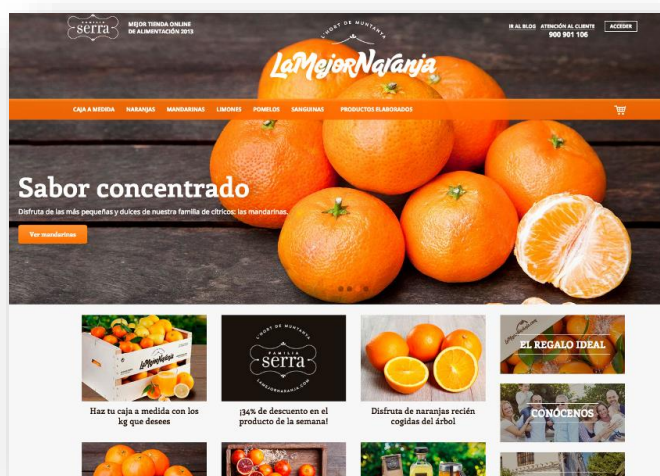 FAMILIA
serra
MEJOR TIENDA ONLINE
DE ALIMENTACIÓN 2013
L'HORT DE MUNTANYA
LaMejorNaranja
IR AL BLOG ATENCIÓN AL CLIENTE
900 901 106
ACCEDER
CAJA A MEDIDA NARANJAS MANDARINAS LIMONES POMELOS SANGUINAS PRODUCTOS ELABORADOS
Sabor concentrado
Disfruta de las más pequeñas y dulces de nuestra familia de cítricos: las mandarinas.
Ver mandarinas
LaMejorNaranja
Haz tu caja a medida con los
kg que desees
L'HORT DE MUNTANYA
FAMILIA
serra
LAMEJORNARANJA.COM
¡34% de descuento en el
producto de la semana!
Disfruta de naranjas recién
cogidas del árbol
EL REGALO IDEAL
CONÓCENOS